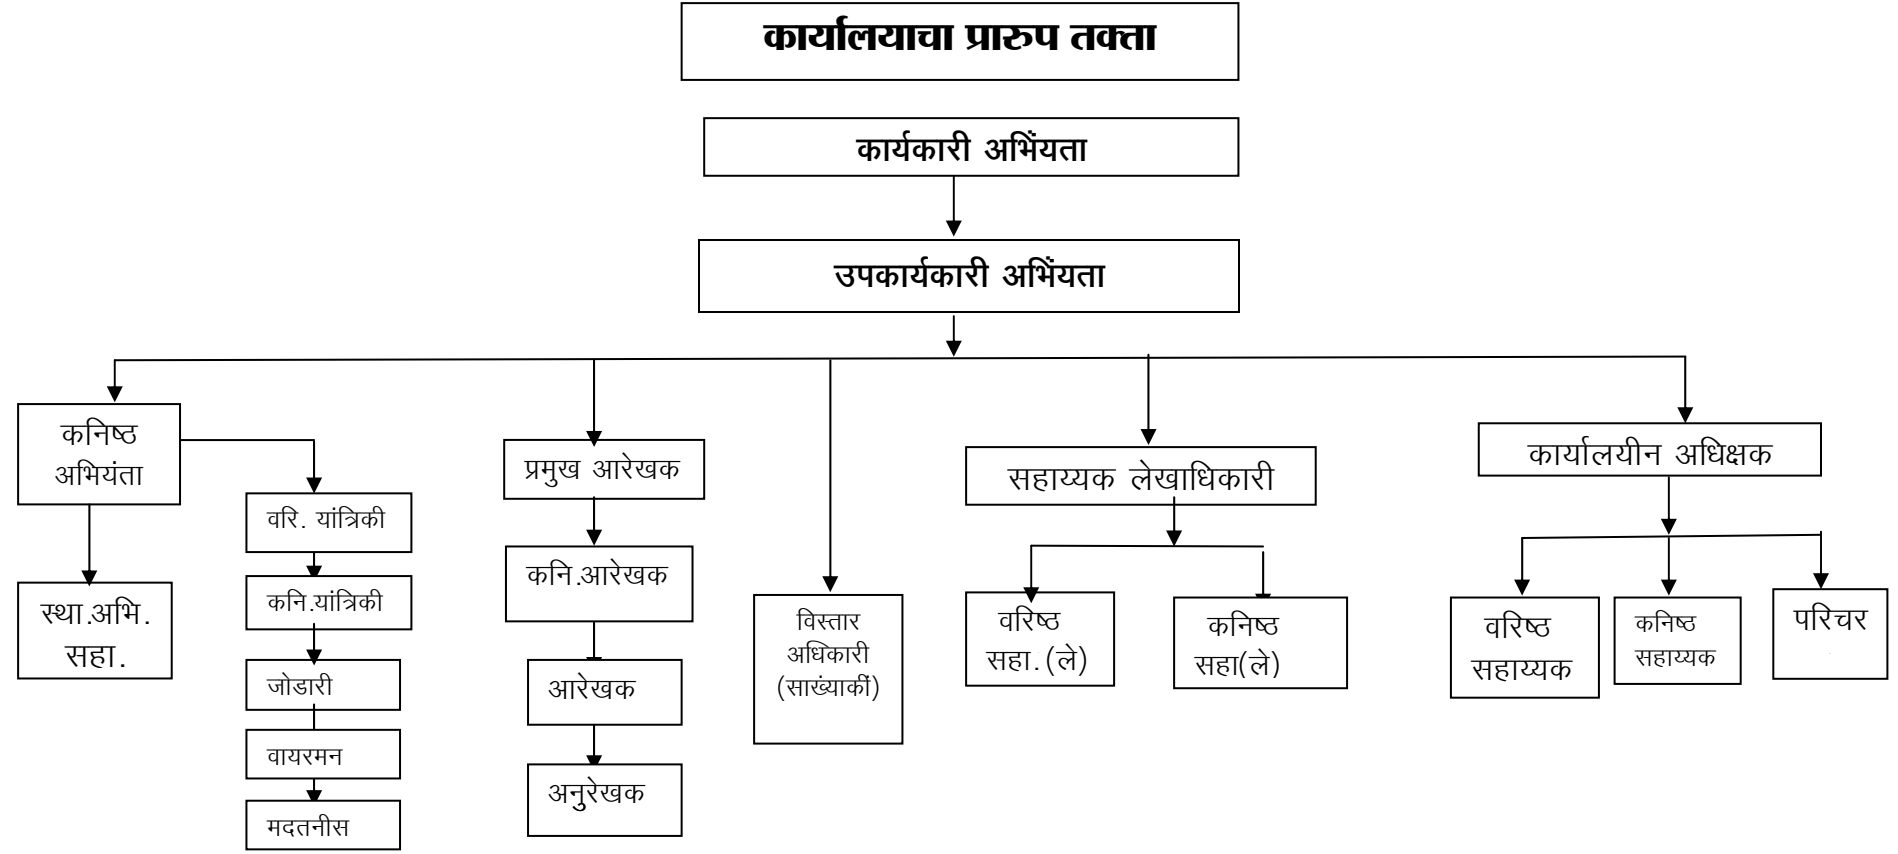 कार्यालयाचा प्रारुप तक्ता
कार्यकारी अभिंयता
उपकार्यकारी अभिंयता
कनिष्ठ
अभियंता
स्था.अभि.
सहा.
वरि. यांत्रिकी
कनि.यांत्रिकी
जोडारी
वायरमन
मदतनीस
प्रमुख आरेखक
कनि.आरेखक
आरेखक
अनुरेखक
विस्तार
अधिकारी
(साख्ंयाकीं)
सहाय्यक लेखाधिकारी
वरिष्ठ
सहा.(ले)
कनिष्ठ
सहा(ले)
कार्यालयीन अधिक्षक
वरिष्ठ
सहाय्यक
कनिष्ठ
सहाय्यक
परिचर